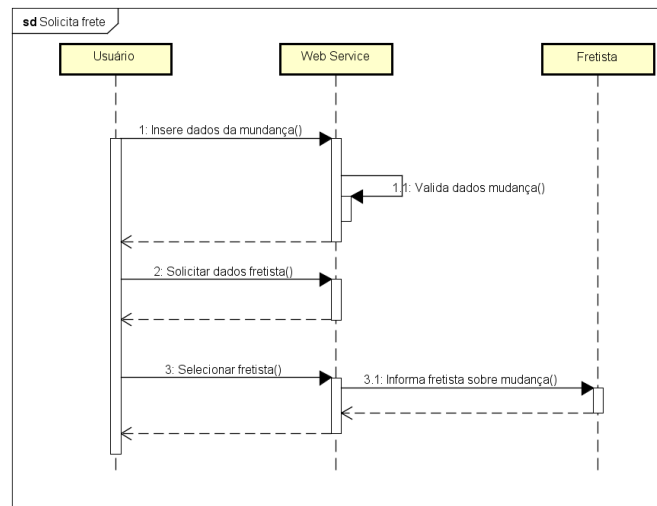 sd Solicita frete
Usuário
Web Service
Fretista
1: Insere dados da mundança()
1.1: Valida dados mudança()
2: Solicitar dados fretista()
3: Selecionar fretista()
3.1: Informa fretista sobre mudança()